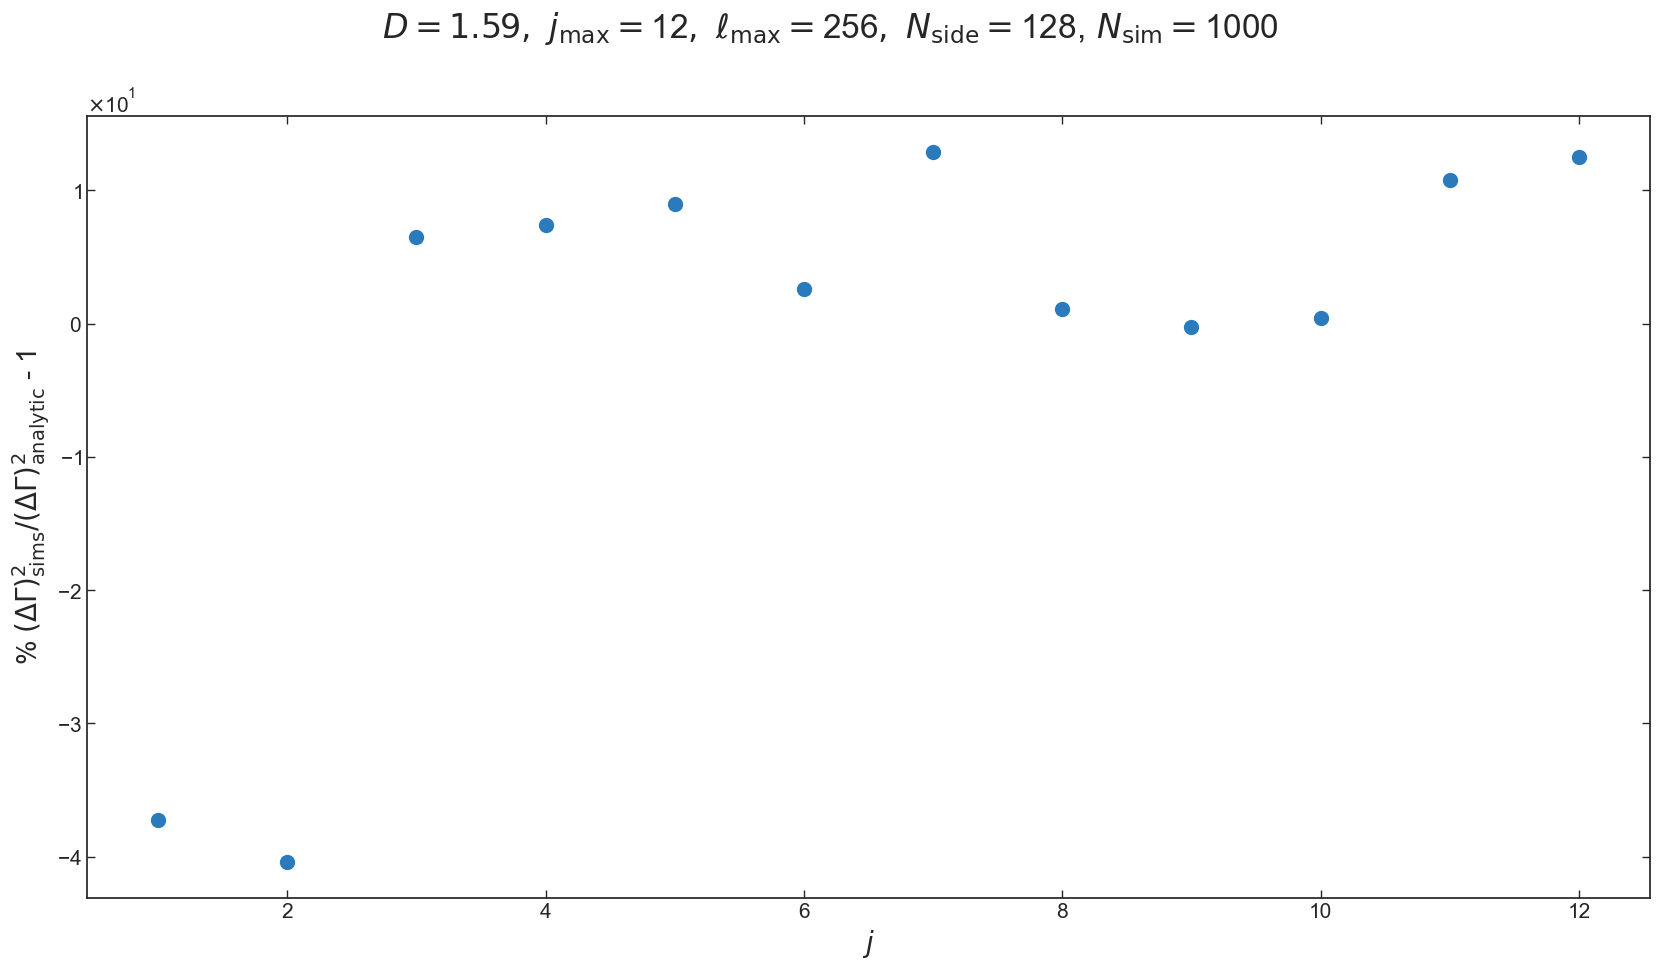 D = 1.59, j_max = 12, ℓ_max = 256, N_side = 128, N_sim = 1000
×10^1
1
0
−1
−2
−3
−4
% (ΔΓ)^2_sims/(ΔΓ)^2_analytic - 1
2 4 6 8 10 12
j